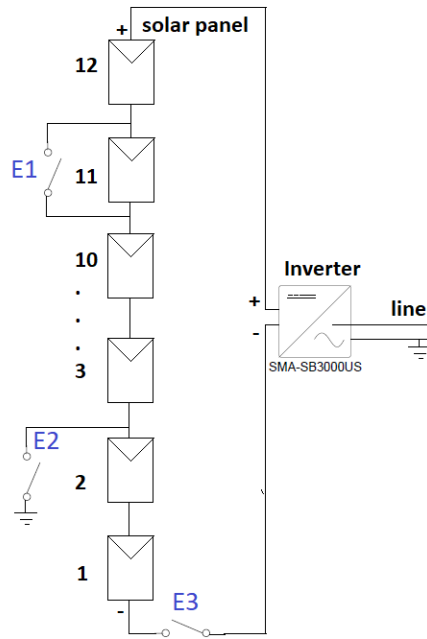 + solar panel
12
E1
11
10
.
.
.
3
Inverter
+
-
line
SMA-SB3000US
E2
2
1
-
E3